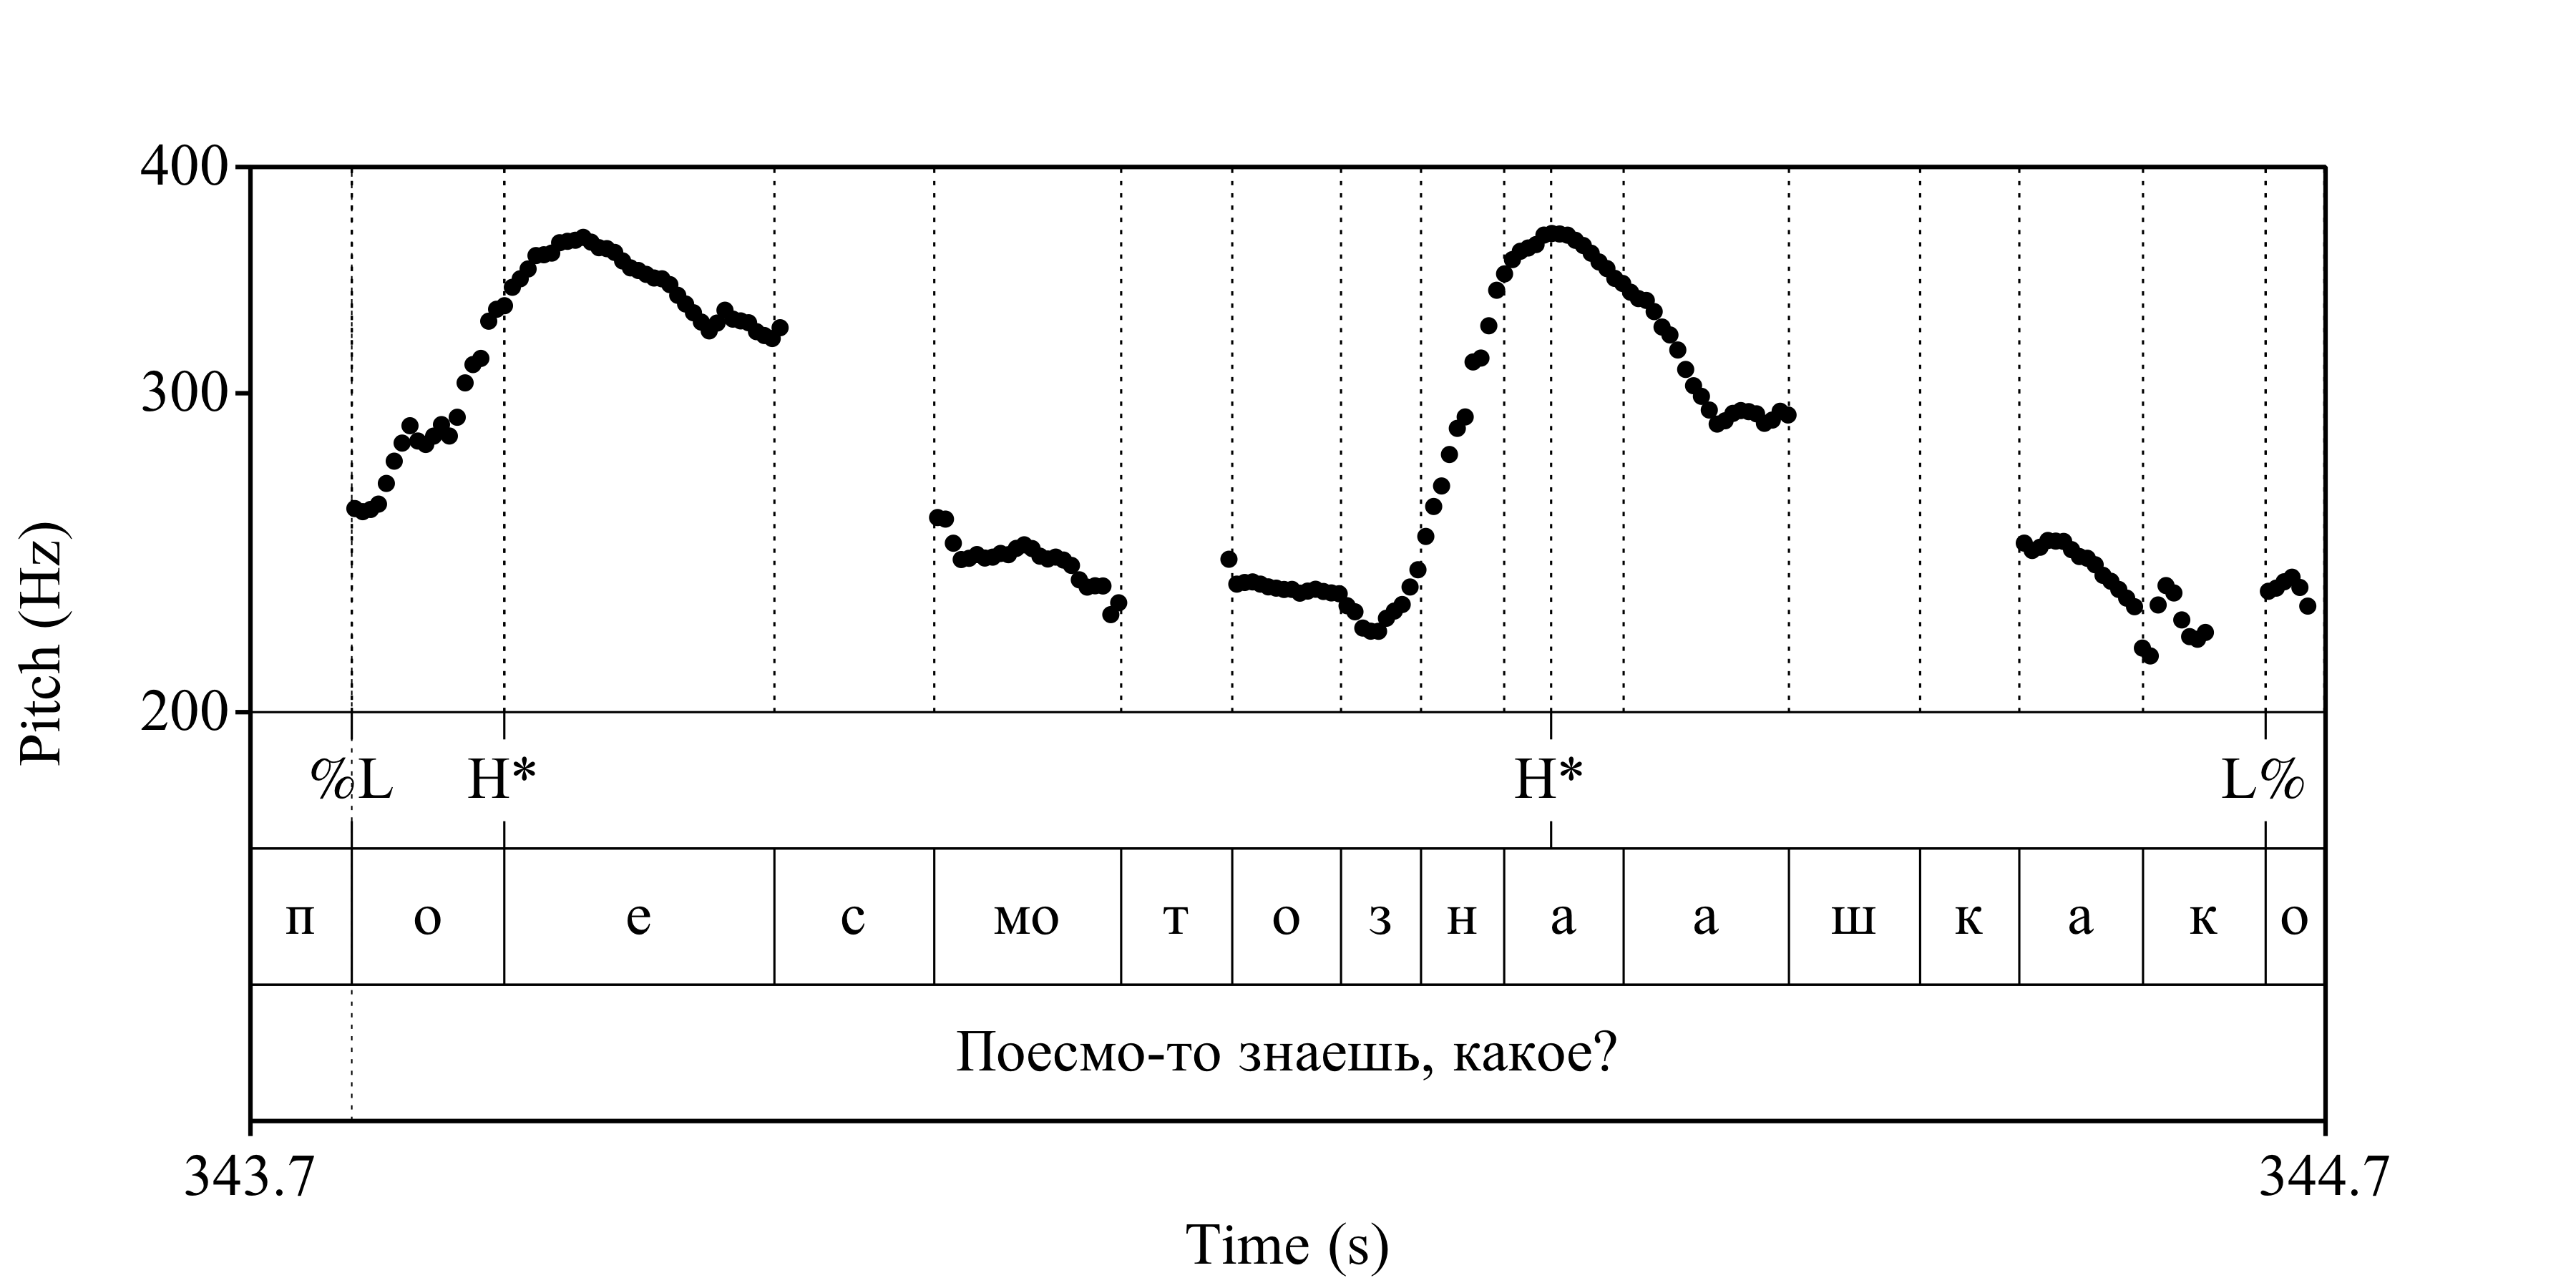 400
300
200
Pitch (Hz)
%L H* H* L%
п о е с мо т о з н а а ш к а к о
Поесмо-то знаешь, какое?
343.7 344.7
Time (s)